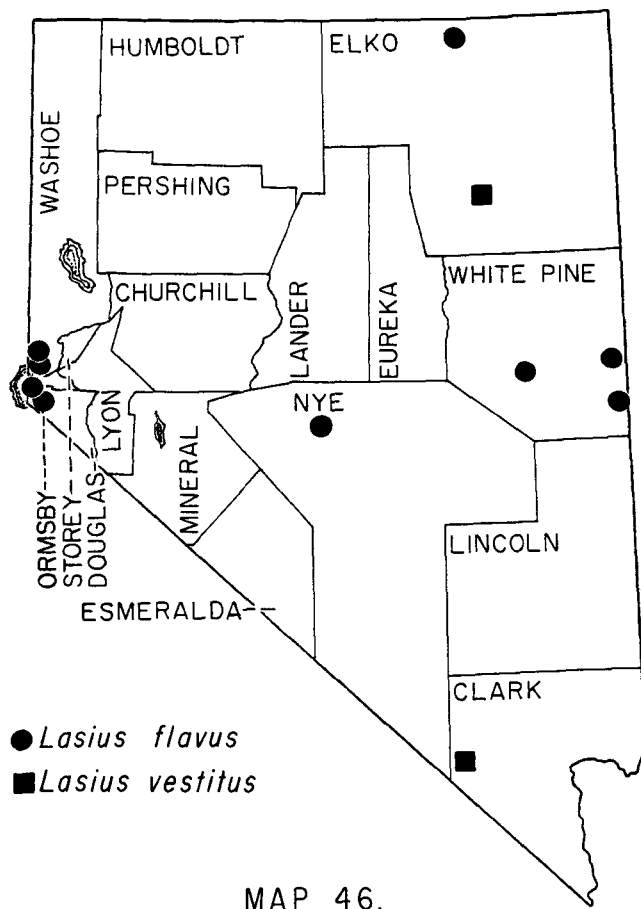 HUMBOLDT
ELKO
WASHOE
PERSHING
CHURCHILL
LANDER
EUREKA
WHITE PINE
NYE
LYON
MINERAL
ORMSBY
STOREY
DOUGLAS
LINCOLN
ESMERALDA
CLARK
Lasius flavus
Lasius vestitus
MAP 46.